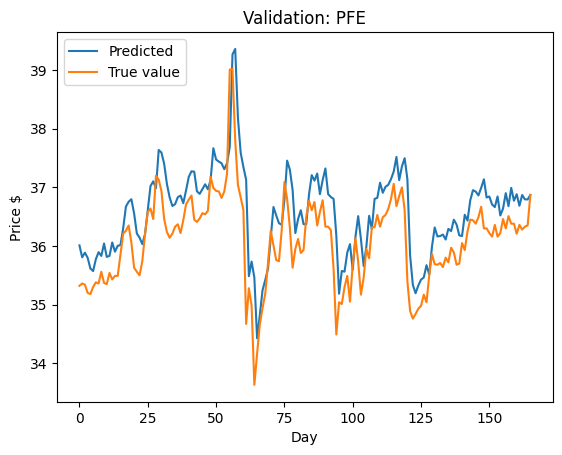 Validation: PFE
Predicted
True value
Price $
39
38
37
36
35
34
0 25 50 75 100 125 150
Day